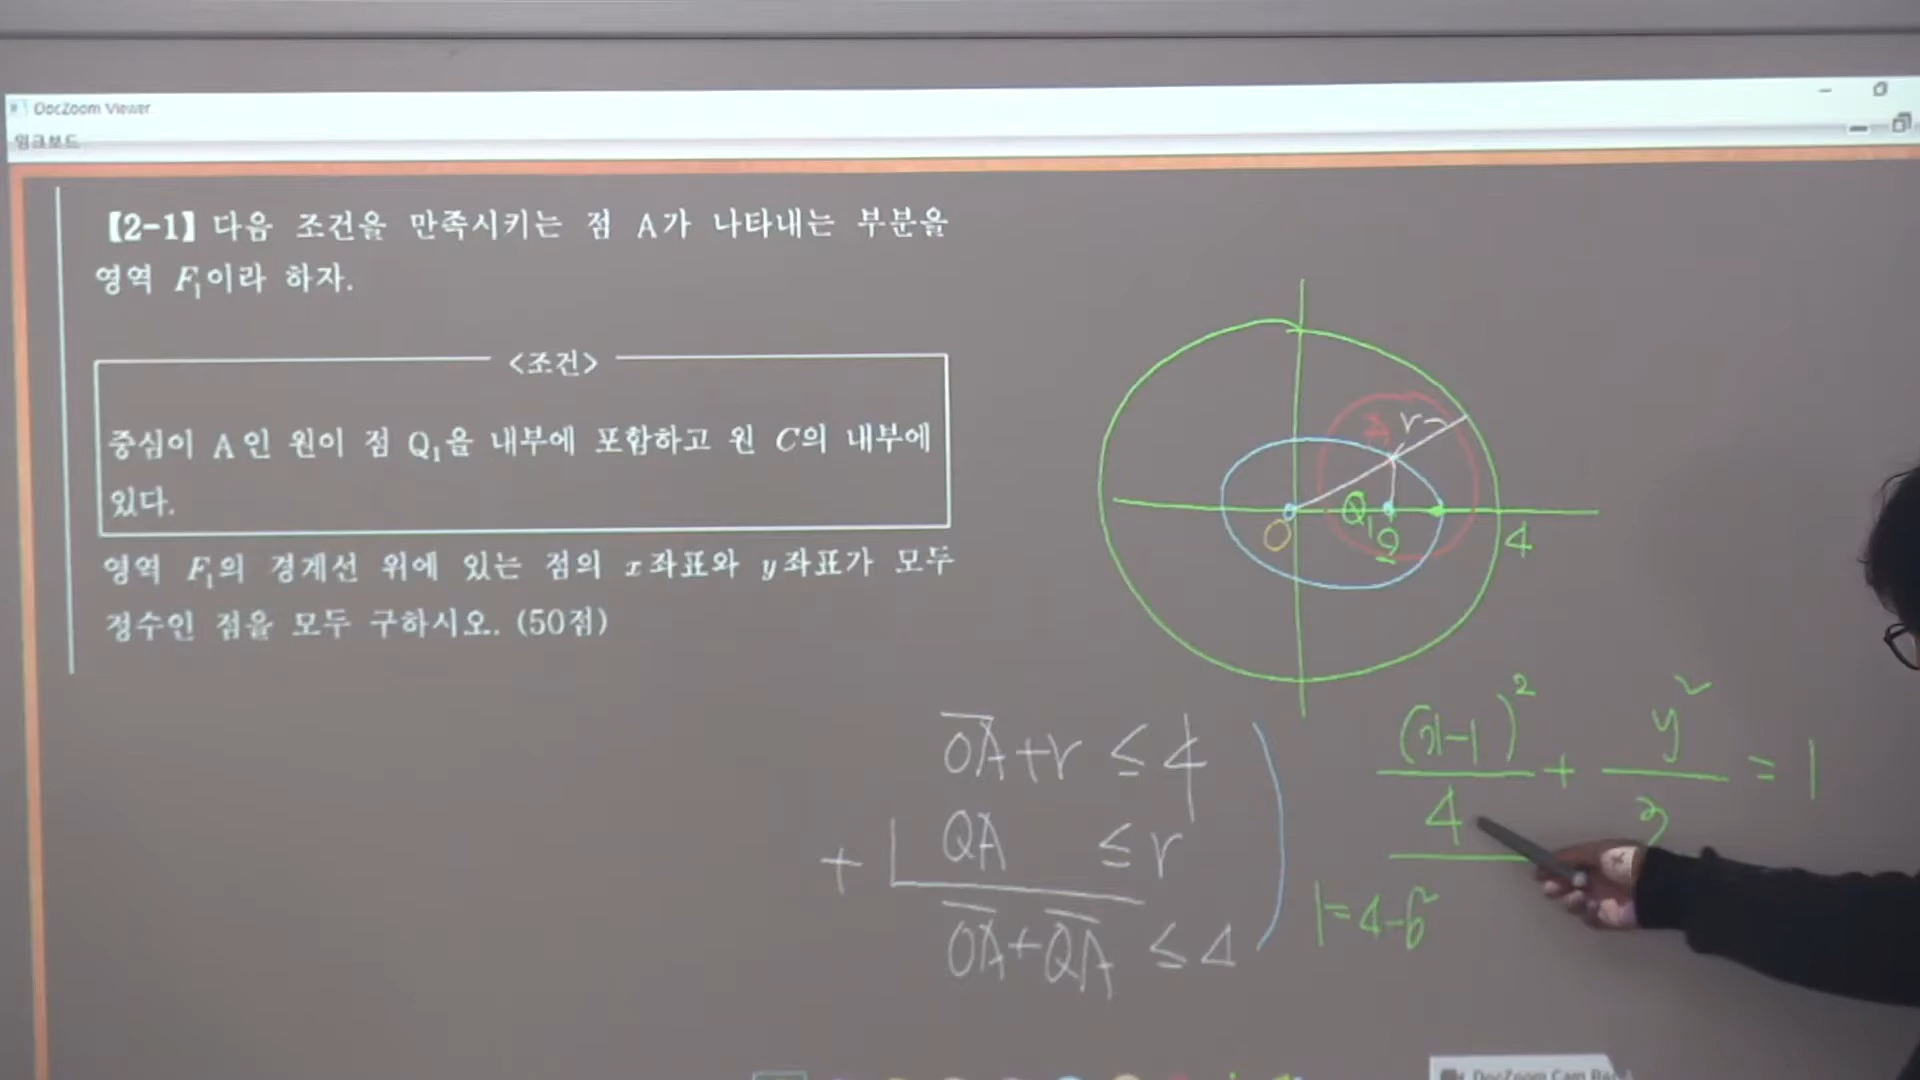 DocZoom Viewer
잉크보드
【2-1】 다음 조건을 만족시키는 점 A가 나타내는 부분을
영역 F₁이라 하자.
<조건>
중심이 A인 원이 점 Q₁을 내부에 포함하고 원 C의 내부에
있다.
영역 F₁의 경계선 위에 있는 점의 x좌표와 y좌표가 모두
정수인 점을 모두 구하시오. (50점)
A r
O Q₁ 2 4
OA+r ≤ 4
+ QA ≤ r
OA+QA ≤ 4
(x-1)²/4 + y²/3 = 1
1=4-b²